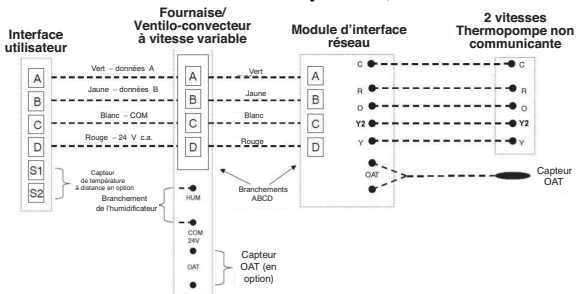 Interface
utilisateur
Fournaise/
Ventilo-convecteur
à vitesse variable
Module d'interface
réseau
2 vitesses
Thermopompe non
communicante
A
Vert – données A
A
Vert
A
B
Jaune – données B
B
Jaune
B
C
Blanc – COM
C
Blanc
C
D
Rouge – 24 V c.a.
D
Rouge
D
C
C
R
R
O
O
Y2
Y2
Y
Y
S1
S2
Capteur
de température
à distance en option
Branchement
de l'humidificateur
HUM
COM
24V
OAT
Capteur
OAT (en
option)
Branchements
ABCD
OAT
Capteur
OAT